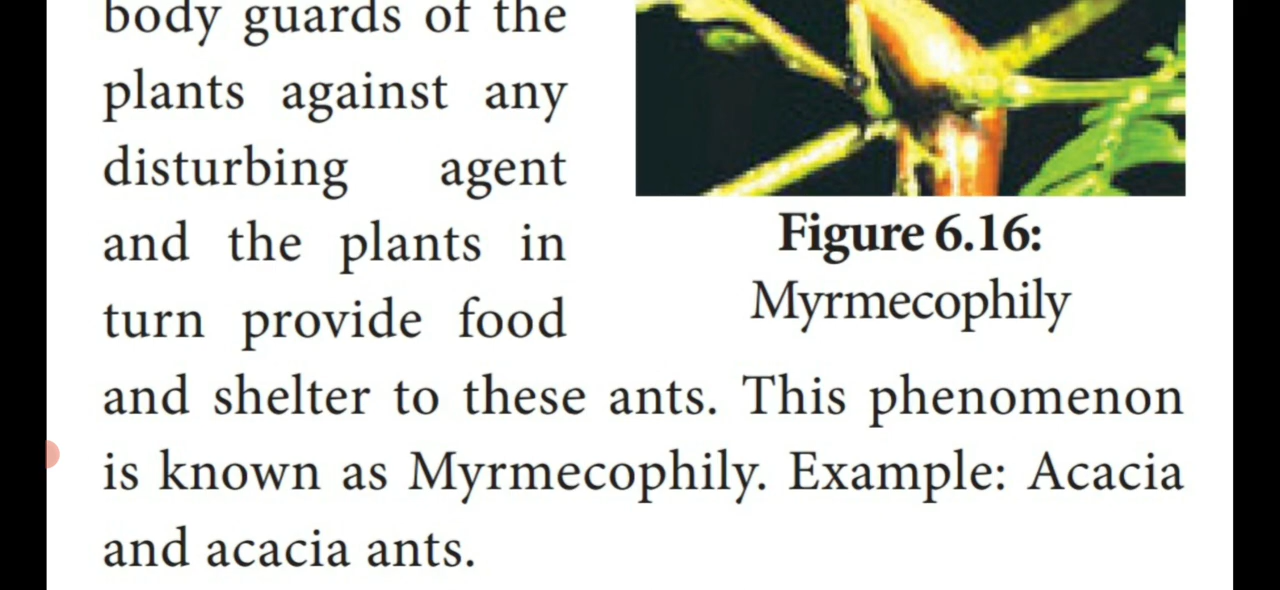 body guards of the
plants against any
disturbing agent
and the plants in
turn provide food
Figure 6.16:
Myrmecophily
and shelter to these ants. This phenomenon
is known as Myrmecophily. Example: Acacia
and acacia ants.